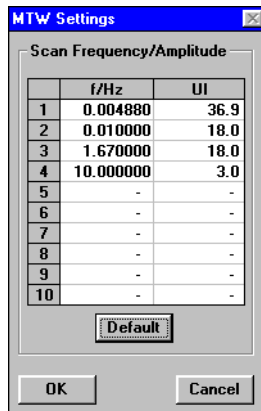 MTW Settings
Scan Frequency/Amplitude
f/Hz UI
1 0.004880 36.9
2 0.010000 18.0
3 1.670000 18.0
4 10.000000 3.0
5 - -
6 - -
7 - -
8 - -
9 - -
10 - -
Default
OK Cancel